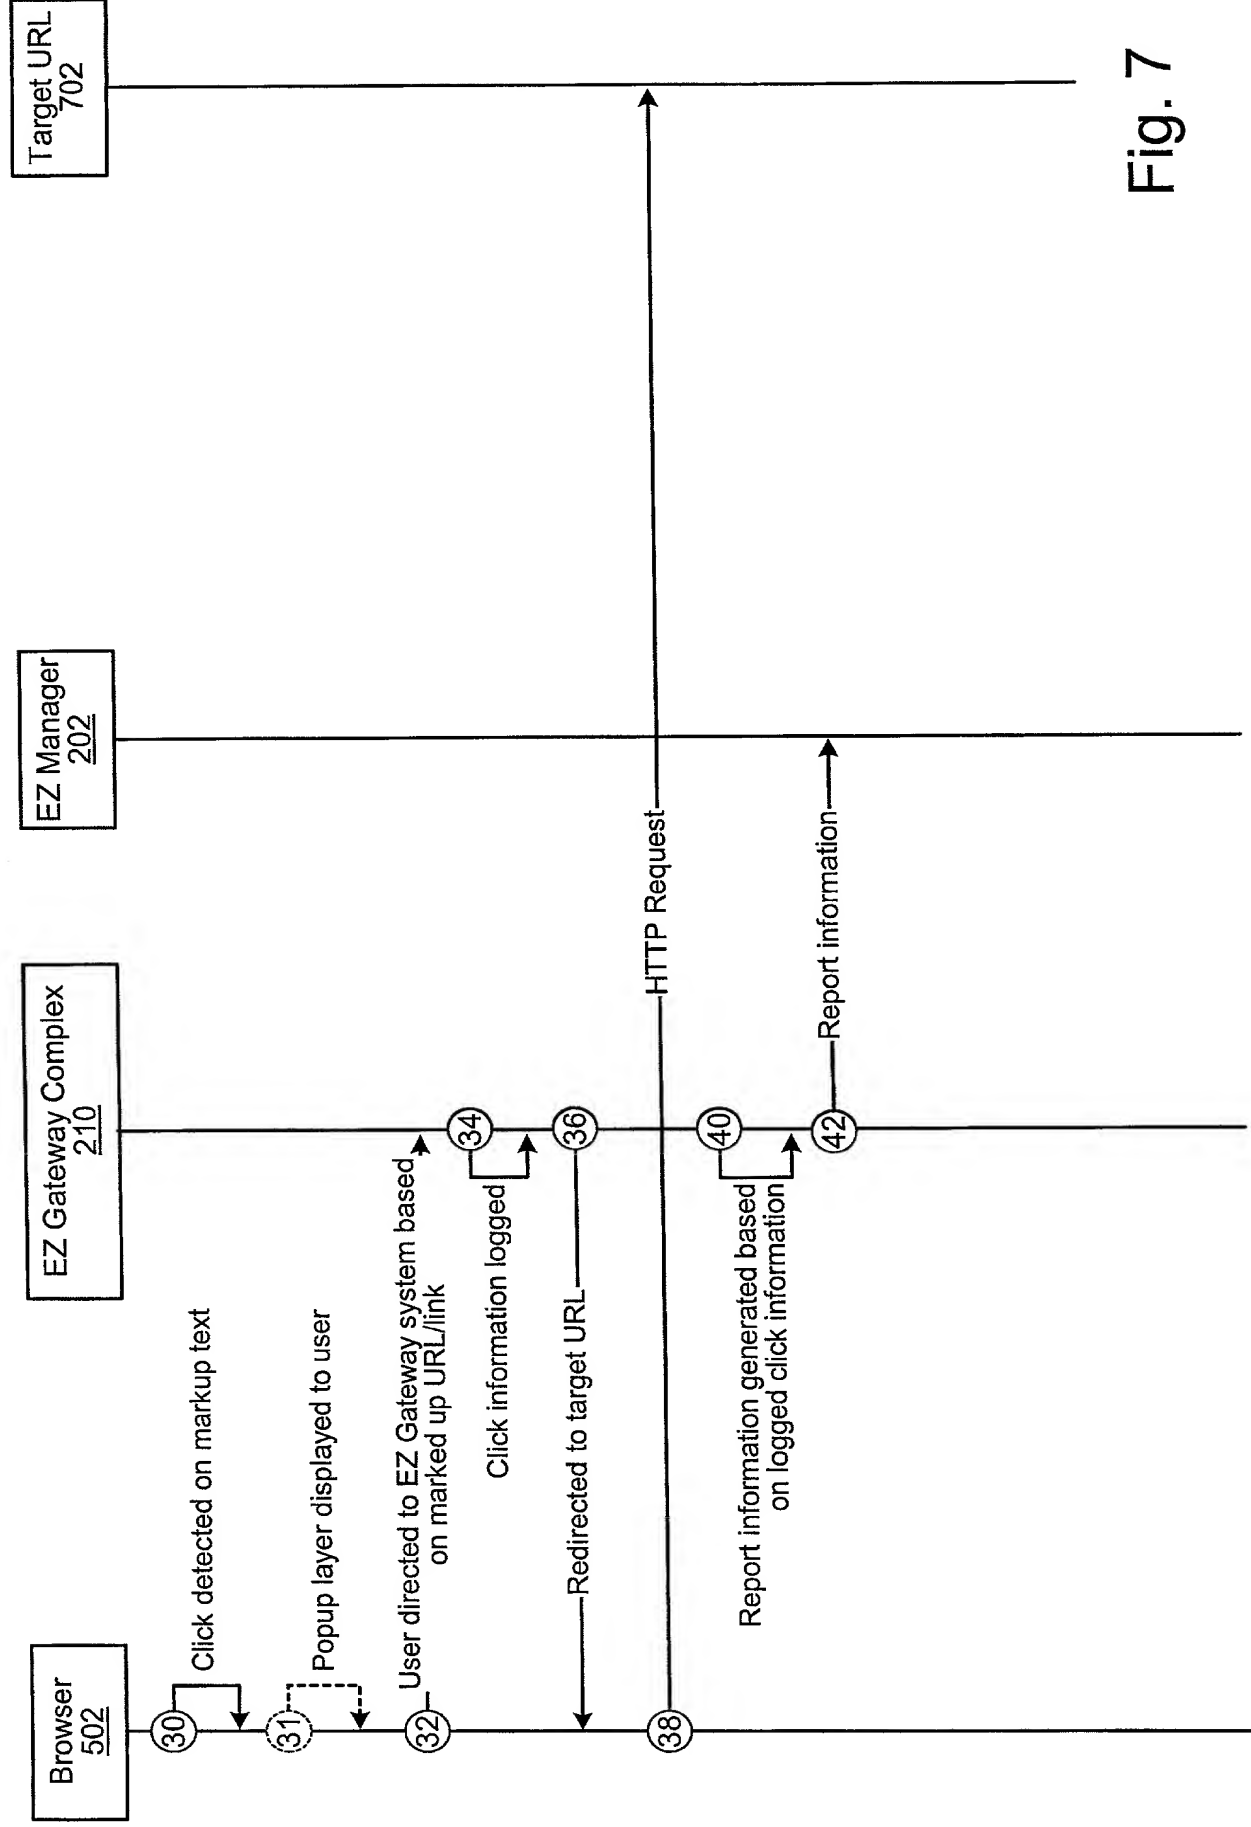 Browser
502
EZ Gateway Complex
210
EZ Manager
202
Target URL
702
30
Click detected on markup text
31
Popup layer displayed to user
32
User directed to EZ Gateway system based
on marked up URL/link
34
Click information logged
36
Redirected to target URL
38
HTTP Request
40
Report information generated based
on logged click information
42
Report information
Fig. 7